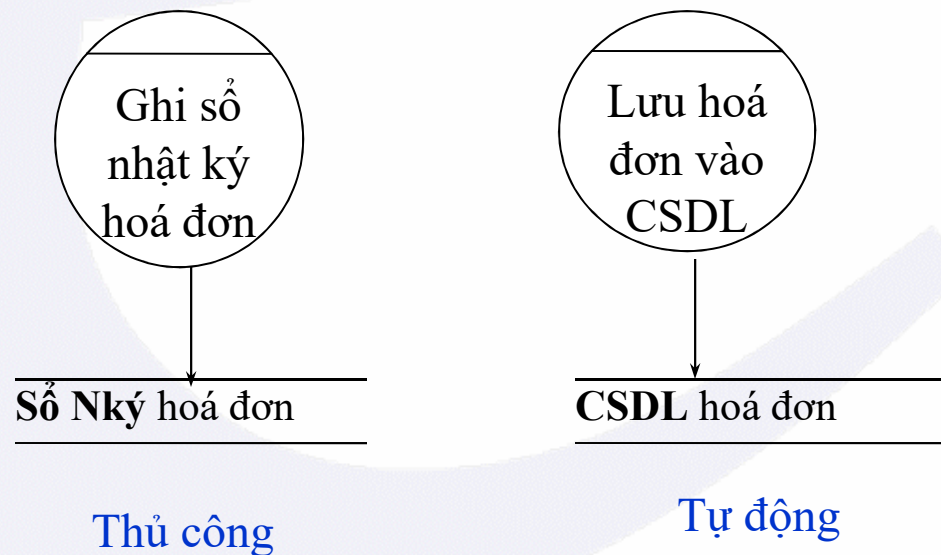 Ghi sổ
nhật ký
hoá đơn
Lưu hoá
đơn vào
CSDL
Sổ Nký hoá đơn
CSDL hoá đơn
Thủ công
Tự động